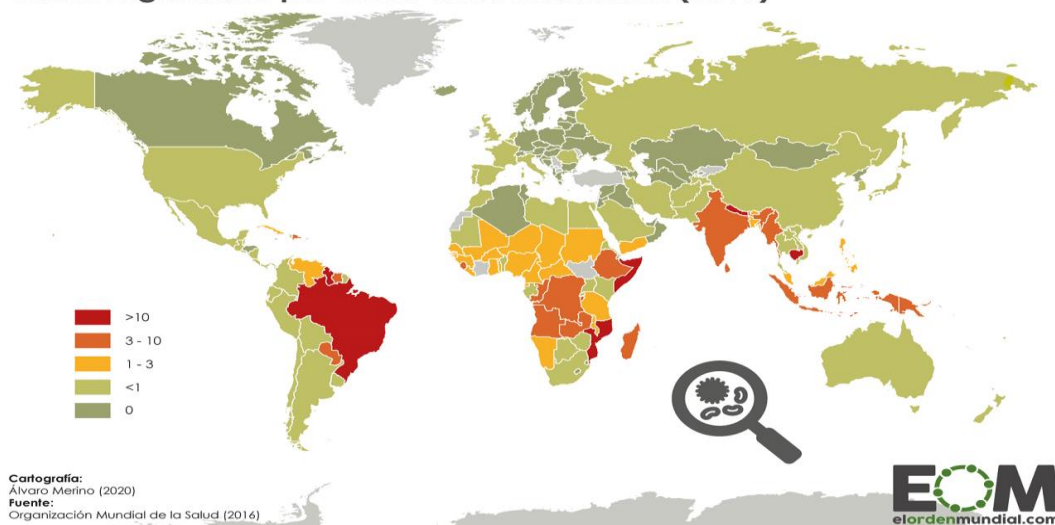 >10
3 - 10
1 - 3
<1
0
Cartografía:
Álvaro Merino (2020)
Fuente:
Organización Mundial de la Salud (2016)
EOM
elordenmundial.com